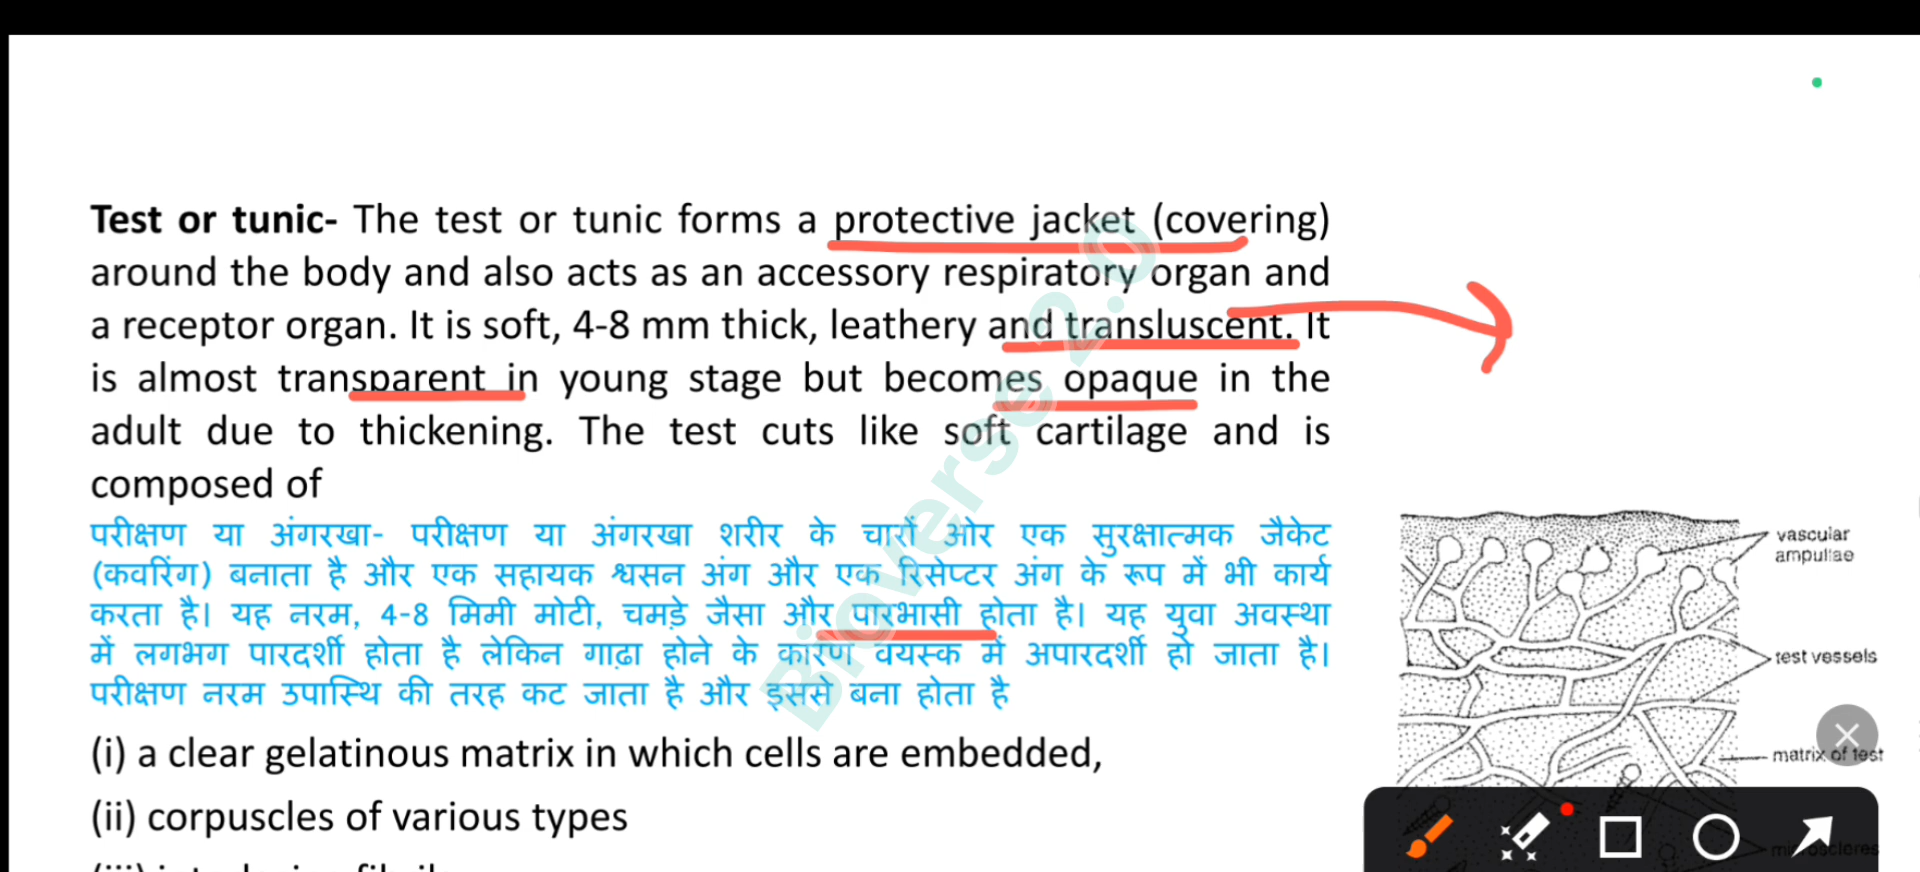 Test or tunic- The test or tunic forms a protective jacket (covering)
around the body and also acts as an accessory respiratory organ and
a receptor organ. It is soft, 4-8 mm thick, leathery and transluscent. It
is almost transparent in young stage but becomes opaque in the
adult due to thickening. The test cuts like soft cartilage and is
composed of
परीक्षण या अंगरखा- परीक्षण या अंगरखा शरीर के चारों ओर एक सुरक्षात्मक जैकेट
(कवरिंग) बनाता है और एक सहायक श्वसन अंग और एक रिसेप्टर अंग के रूप में भी कार्य
करता है। यह नरम, 4-8 मिमी मोटी, चमड़े जैसा और पारभासी होता है। यह युवा अवस्था
में लगभग पारदर्शी होता है लेकिन गाढ़ा होने के कारण वयस्क में अपारदर्शी हो जाता है।
परीक्षण नरम उपास्थि की तरह कट जाता है और इससे बना होता है
(i) a clear gelatinous matrix in which cells are embedded,
(ii) corpuscles of various types
vascular
ampullae
test vessels
matrix of test
Bioverse 2.0